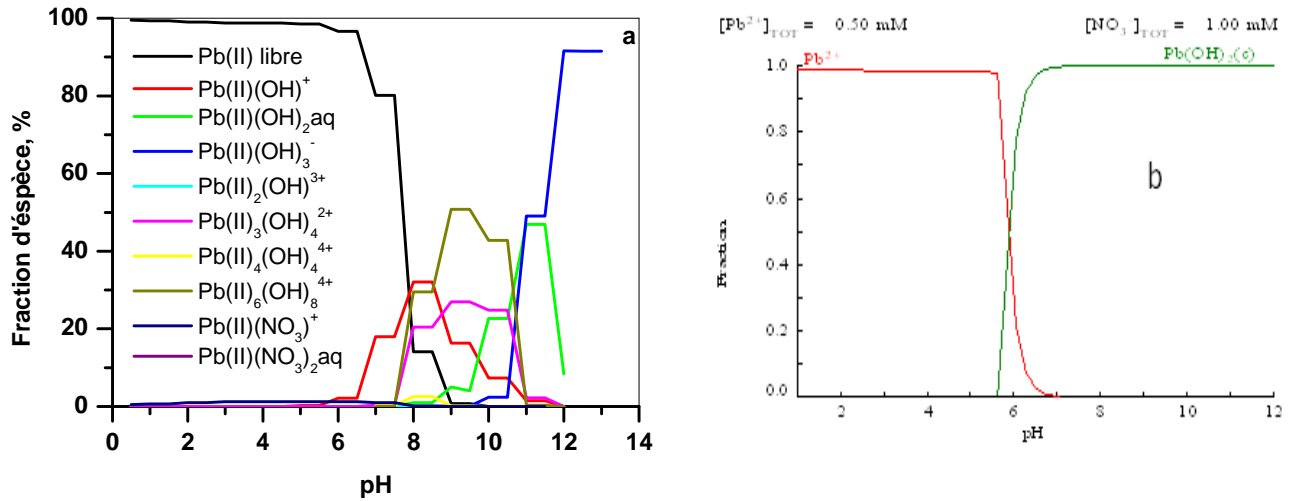 a
Fraction d'éspèce, %
100
80
60
40
20
0
Pb(II) libre
Pb(II)(OH)⁺
Pb(II)(OH)₂aq
Pb(II)(OH)₃⁻
Pb(II)₂(OH)³⁺
Pb(II)₃(OH)₄²⁺
Pb(II)₄(OH)₄⁴⁺
Pb(II)₆(OH)₈⁴⁺
Pb(II)(NO₃)⁺
Pb(II)(NO₃)₂aq
0 2 4 6 8 10 12 14
pH
[Pb²⁺]TOT = 0.50 mM [NO₃⁻]TOT = 1.00 mM
Pb²⁺ Pb(OH)₂(c)
b
Fraction
1.0
0.8
0.6
0.4
0.2
0.0
2 4 6 8 10 12
pH